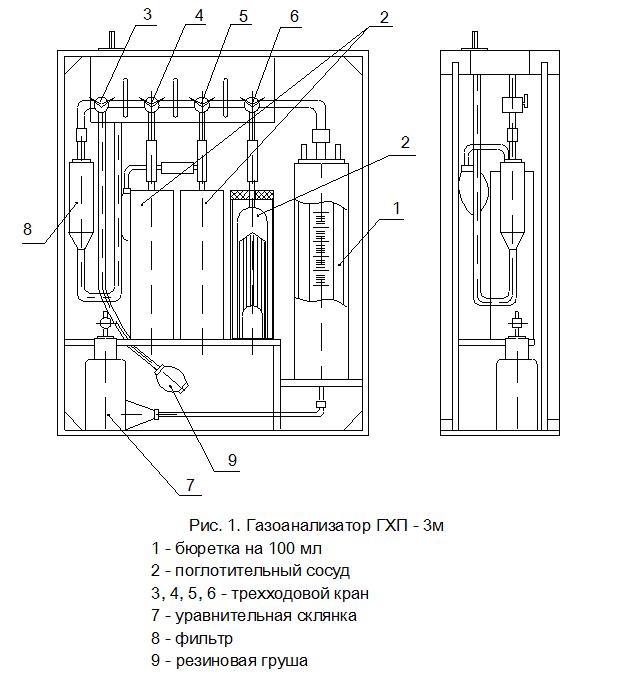 3 4 5 6 2
2
1
8
9
7
Рис. 1. Газоанализатор ГХП - 3м
1 - бюретка на 100 мл
2 - поглотительный сосуд
3, 4, 5, 6 - трехходовой кран
7 - уравнительная склянка
8 - фильтр
9 - резиновая груша